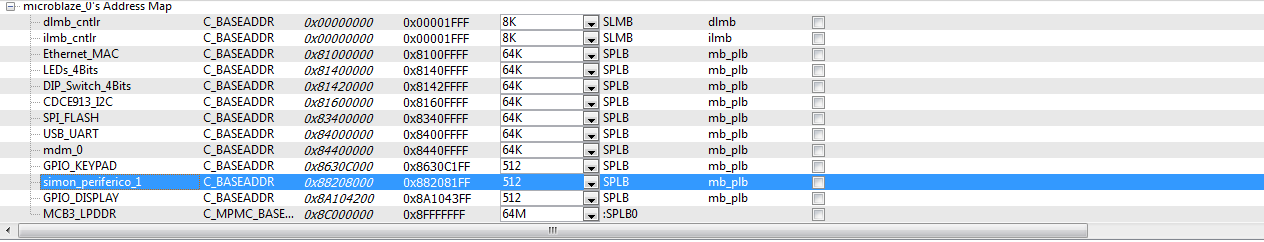 microblaze_0's Address Map
dlmb_cntlr C_BASEADDR 0x00000000 0x00001FFF 8K SLMB dlmb
ilmb_cntlr C_BASEADDR 0x00000000 0x00001FFF 8K SLMB ilmb
Ethernet_MAC C_BASEADDR 0x81000000 0x8100FFFF 64K SPLB mb_plb
LEDs_4Bits C_BASEADDR 0x81400000 0x8140FFFF 64K SPLB mb_plb
DIP_Switch_4Bits C_BASEADDR 0x81420000 0x8142FFFF 64K SPLB mb_plb
CDCE913_I2C C_BASEADDR 0x81600000 0x8160FFFF 64K SPLB mb_plb
SPI_FLASH C_BASEADDR 0x83400000 0x8340FFFF 64K SPLB mb_plb
USB_UART C_BASEADDR 0x84000000 0x8400FFFF 64K SPLB mb_plb
mdm_0 C_BASEADDR 0x84400000 0x8440FFFF 64K SPLB mb_plb
GPIO_KEYPAD C_BASEADDR 0x8630C000 0x8630C1FF 512 SPLB mb_plb
simon_periferico_1 C_BASEADDR 0x88208000 0x882081FF 512 SPLB mb_plb
GPIO_DISPLAY C_BASEADDR 0x8A104200 0x8A1043FF 512 SPLB mb_plb
MCB3_LPDDR C_MPMC_BASE... 0x8C000000 0x8FFFFFFF 64M :SPLB0